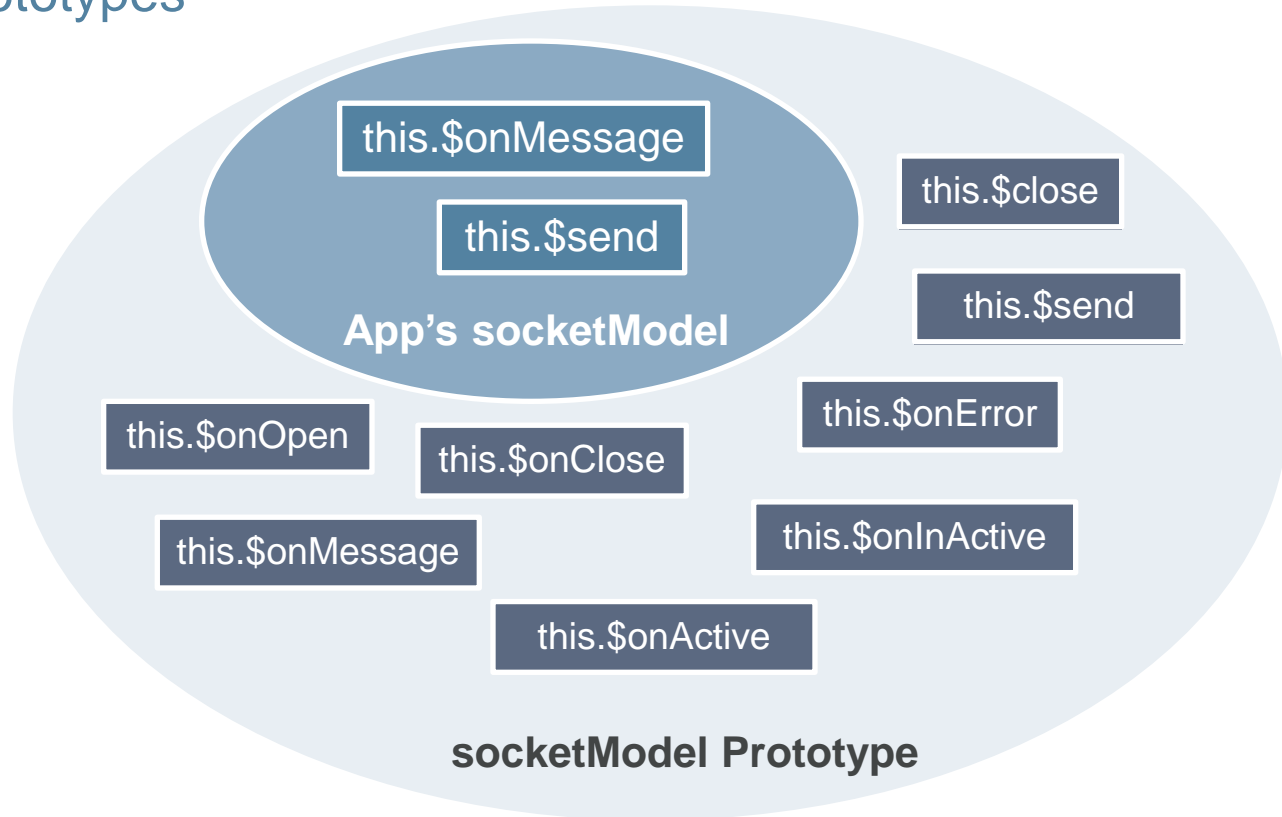 ototypes
this.$onMessage
this.$close
this.$send
this.$send
App’s socketModel
this.$onError
this.$onOpen
this.$onClose
this.$onInActive
this.$onMessage
this.$onActive
socketModel Prototype